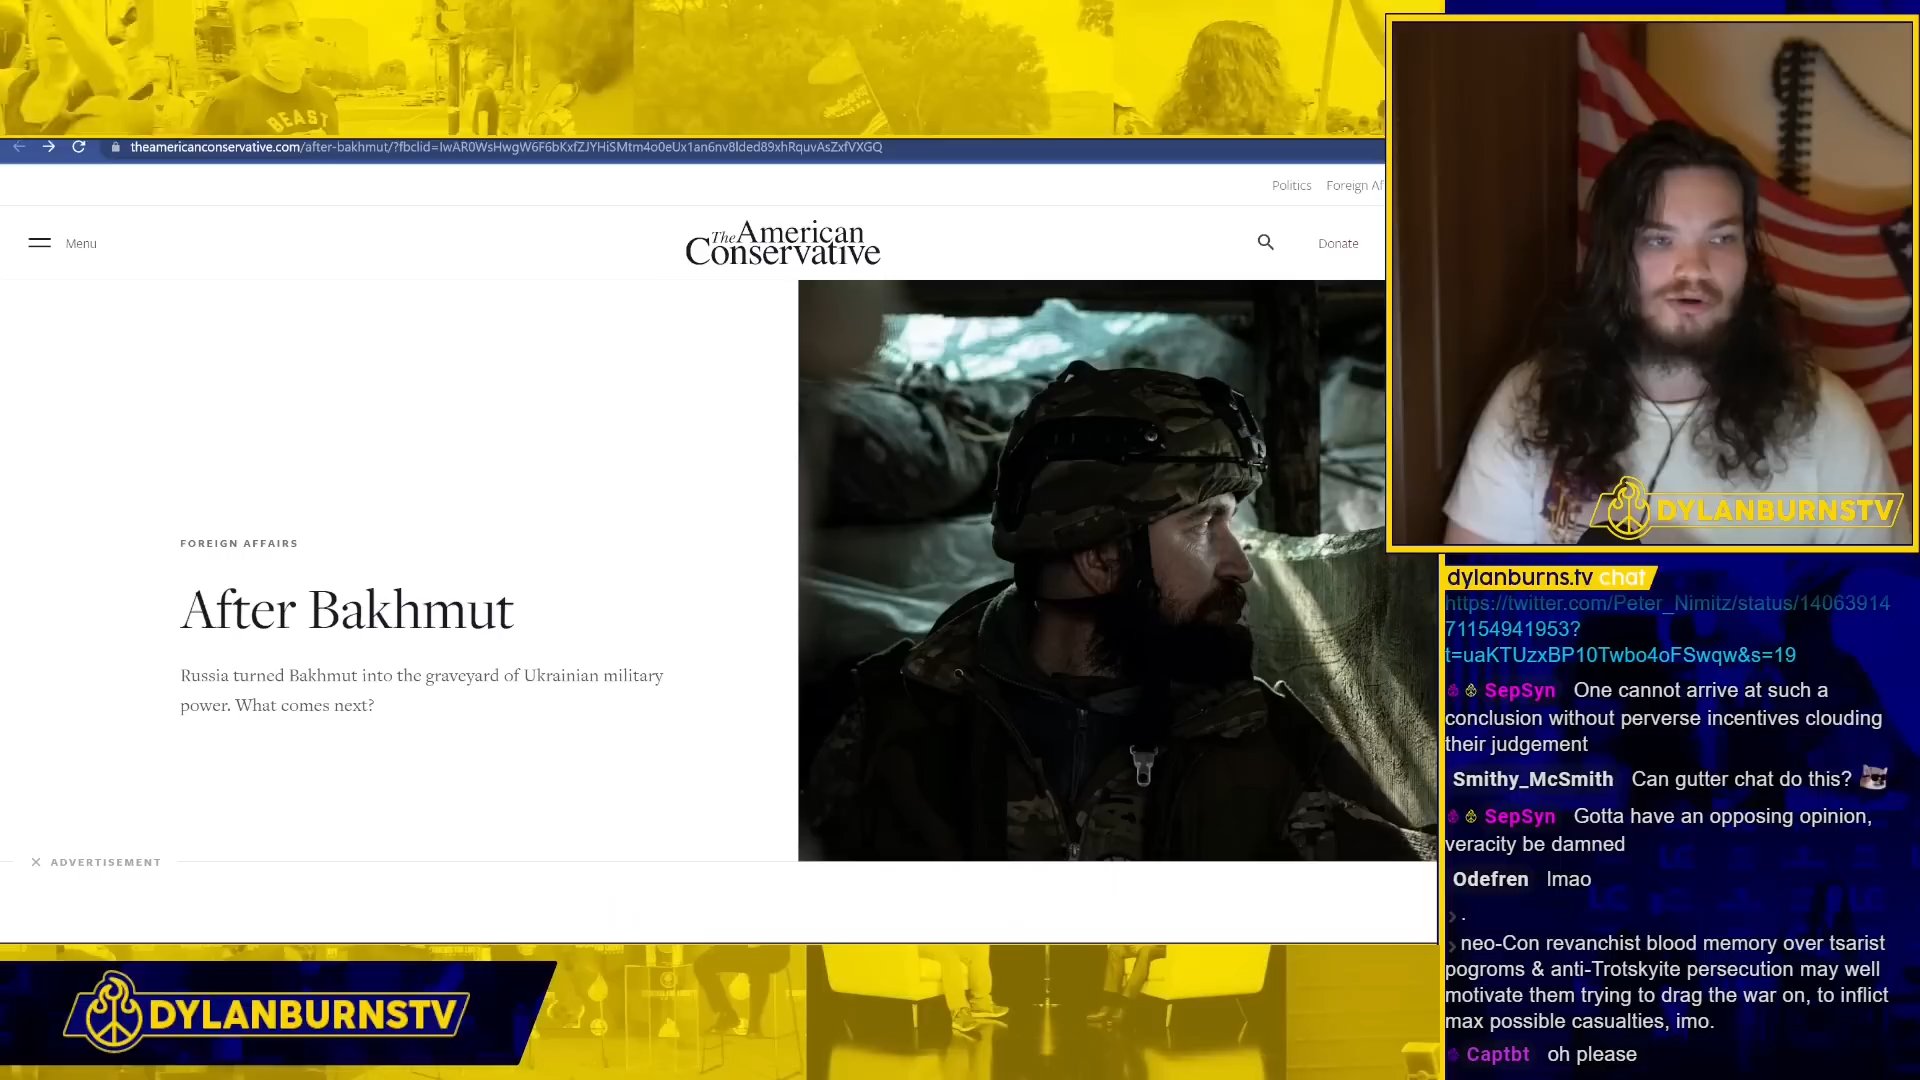 BEAST
theamericanconservative.com/after-bakhmut/?fbclid=IwAR0WsHwgW6F6bKxfZJYHiSMtm4o0eUx1an6nv8lded89xhRquvAsZxfVXGQ
Politics Foreign Af
Menu
The American
Conservative
Donate
FOREIGN AFFAIRS
After Bakhmut
Russia turned Bakhmut into the graveyard of Ukrainian military
power. What comes next?
ADVERTISEMENT
DYLANBURNSTV
DYLANBURNSTV
dylanburns.tv chat
https://twitter.com/Peter_Nimitz/status/14063914
71154941953?
t=uaKTUzxBP10Twbo4oFSwqw&s=19
SepSyn One cannot arrive at such a
conclusion without perverse incentives clouding
their judgement
Smithy_McSmith Can gutter chat do this?
SepSyn Gotta have an opposing opinion,
veracity be damned
Odefren lmao
.
neo-Con revanchist blood memory over tsarist
pogroms & anti-Trotskyite persecution may well
motivate them trying to drag the war on, to inflict
max possible casualties, imo.
Captbt oh please